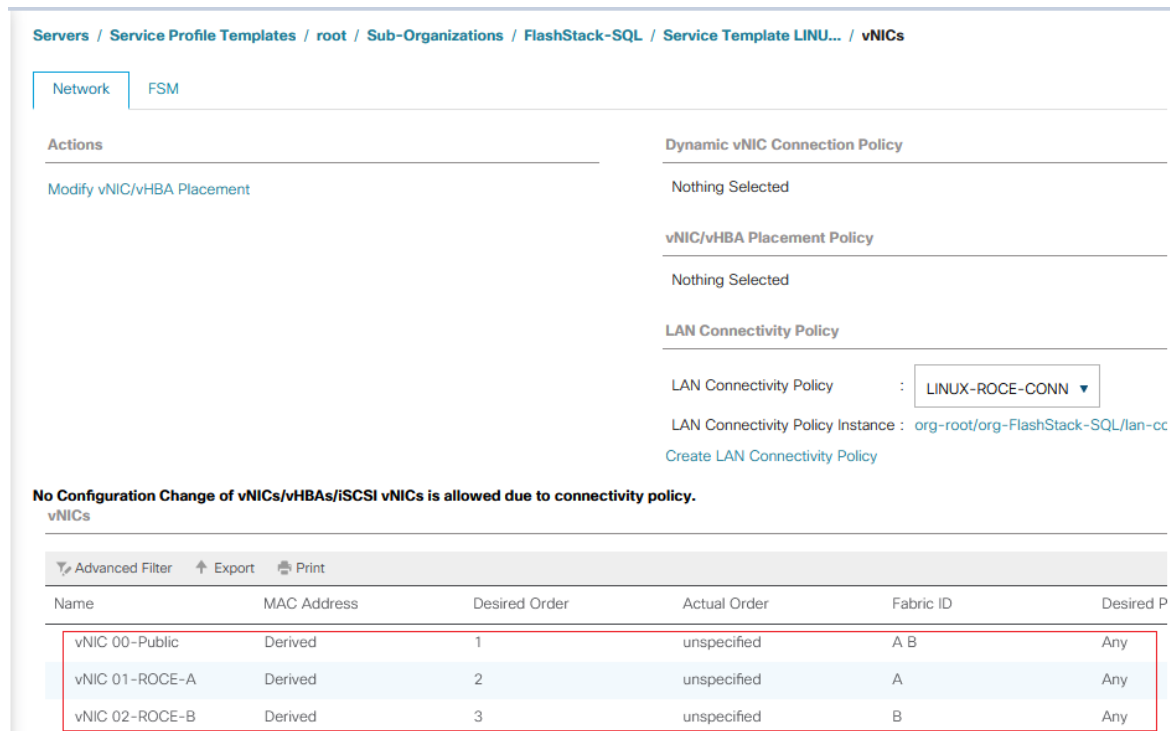 Servers / Service Profile Templates / root / Sub-Organizations / FlashStack-SQL / Service Template LINU... / vNICs
Network FSM
Actions
Modify vNIC/vHBA Placement
Dynamic vNIC Connection Policy
Nothing Selected
vNIC/vHBA Placement Policy
Nothing Selected
LAN Connectivity Policy
LAN Connectivity Policy : LINUX-ROCE-CONN ▼
LAN Connectivity Policy Instance : org-root/org-FlashStack-SQL/lan-cc
Create LAN Connectivity Policy
No Configuration Change of vNICs/vHBAs/iSCSI vNICs is allowed due to connectivity policy.
vNICs
Advanced Filter Export Print
Name MAC Address Desired Order Actual Order Fabric ID Desired P
vNIC 00-Public Derived 1 unspecified A B Any
vNIC 01-ROCE-A Derived 2 unspecified A Any
vNIC 02-ROCE-B Derived 3 unspecified B Any